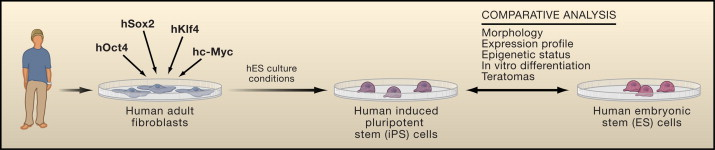 hSox2
hKlf4
hOct4
hc-Myc
Human adult
fibroblasts
hES culture
conditions
Human induced
pluripotent
stem (iPS) cells
COMPARATIVE ANALYSIS
Morphology
Expression profile
Epigenetic status
In vitro differentiation
Teratomas
Human embryonic
stem (ES) cells